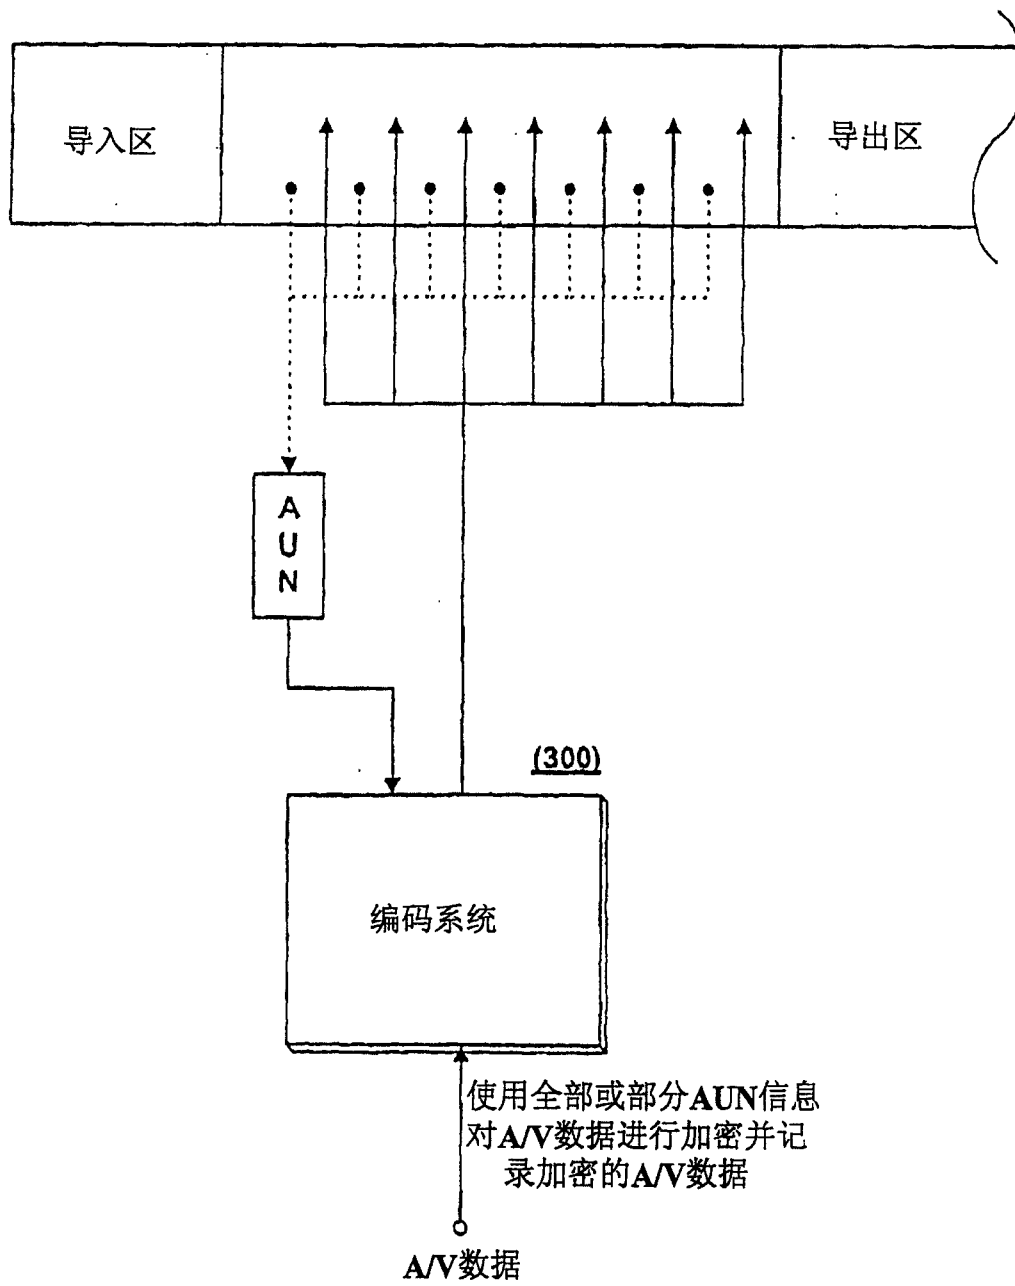 导入区
导出区
A
U
N
(300)
编码系统
使用全部或部分AUN信息
对A/V数据进行加密并记
录加密的A/V数据
A/V数据